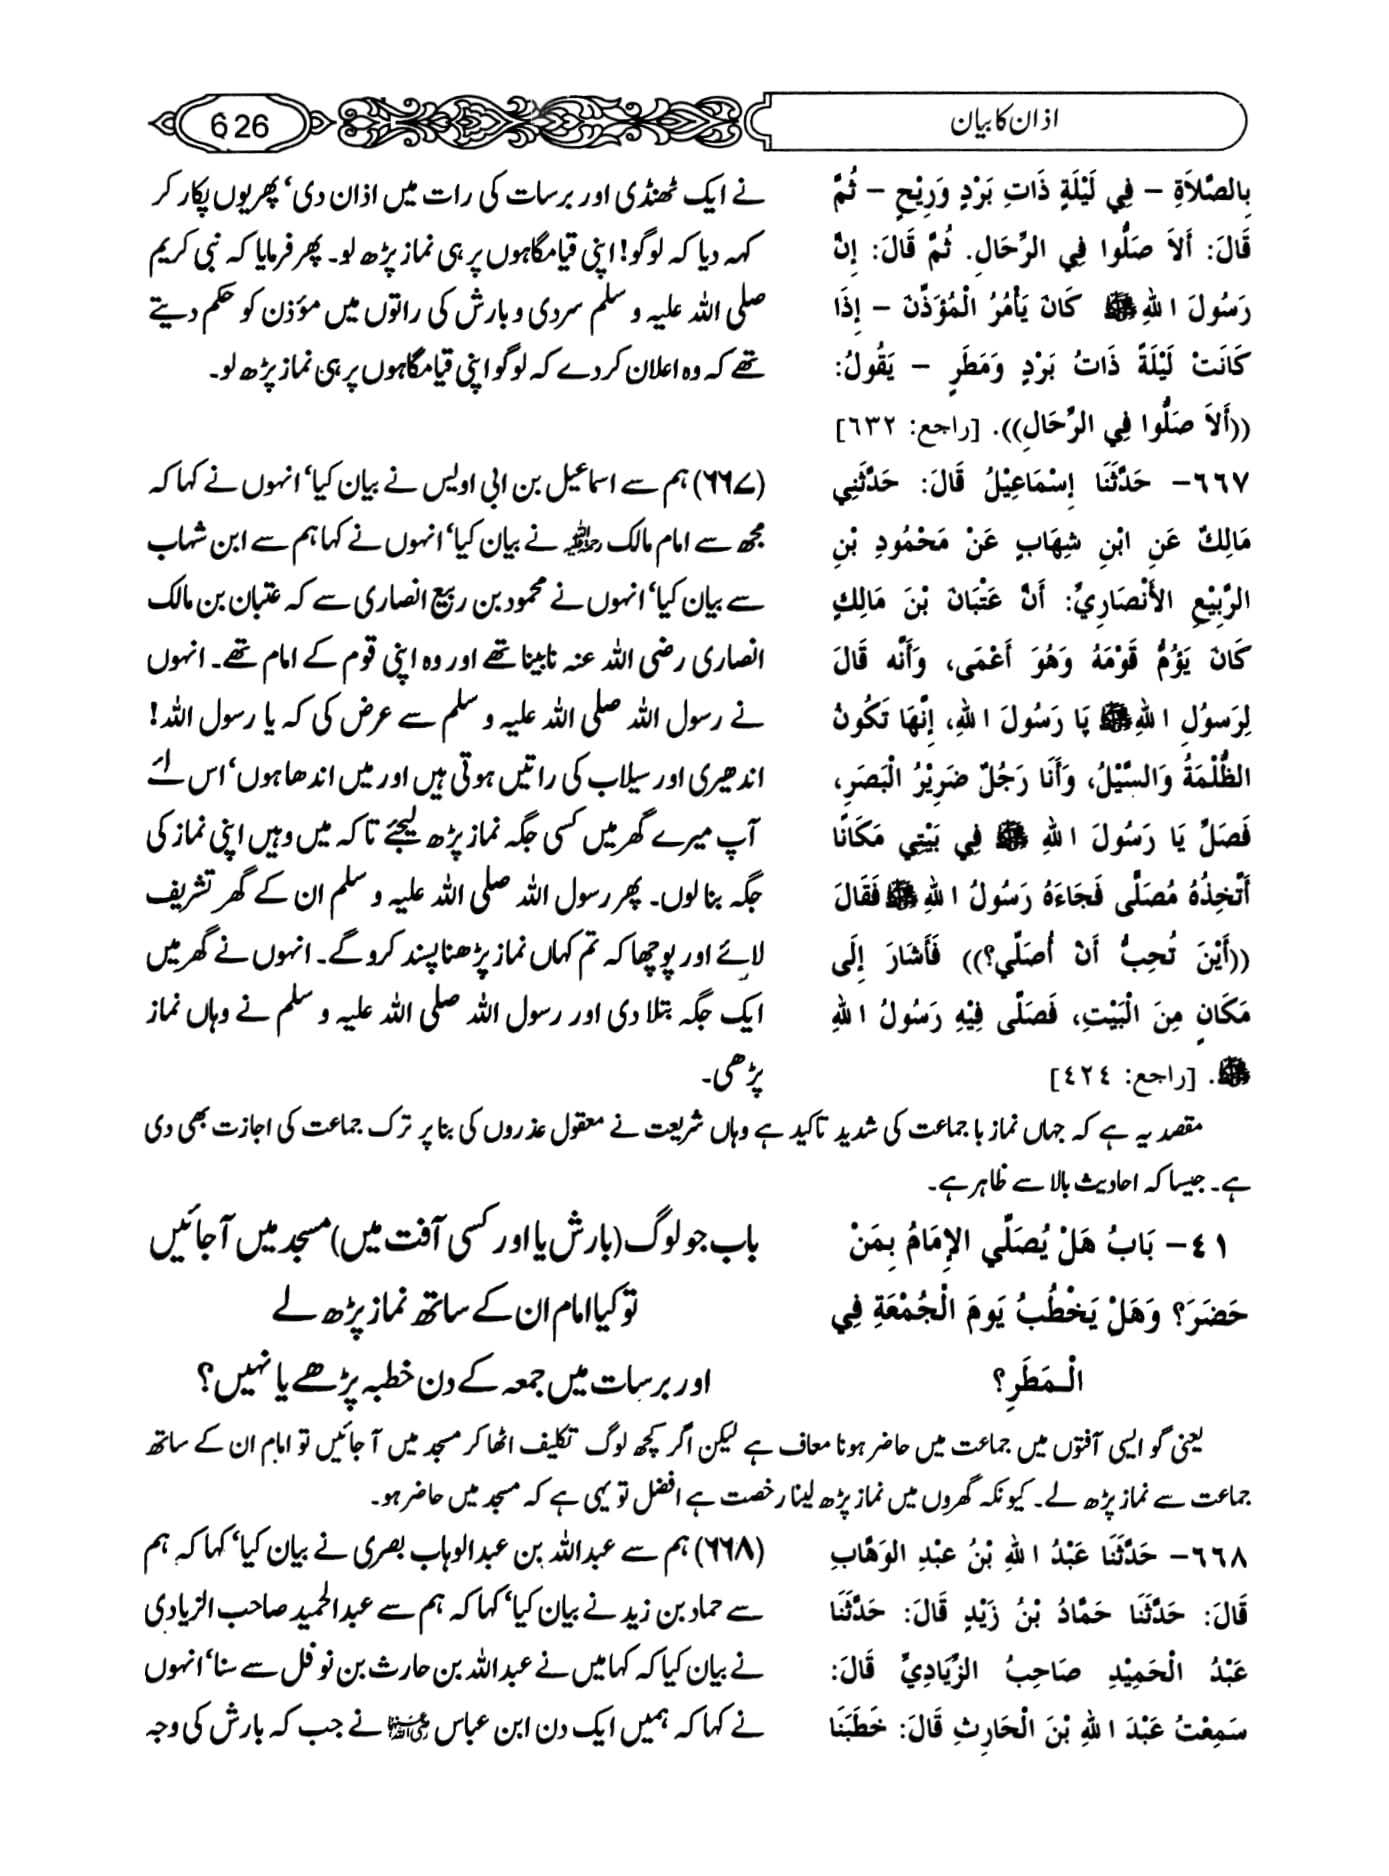 اذان کا بیان
626
بِالصَّلاَةِ – فِي لَيْلَةٍ ذَاتِ بَرْدٍ وَرِيْحٍ – ثُمَّ
قَالَ: أَلاَ صَلُّوا فِي الرِّحَالِ. ثُمَّ قَالَ: إِنَّ
رَسُولَ اللهِ ﷺ كَانَ يَأْمُرُ الْمُؤَذِّنَ – إِذَا
كَانَتْ لَيْلَةٌ ذَاتُ بَرْدٍ وَمَطَرٍ – يَقُولُ:
((أَلاَ صَلُّوا فِي الرِّحَالِ)). [راجع: ٦٣٢]
نے ایک ٹھنڈی اور برسات کی رات میں اذان دی‘ پھر یوں پکار کر
کہہ دیا کہ لوگو! اپنی قیامگاہوں پر ہی نماز پڑھ لو۔ پھر فرمایا کہ نبی کریم
صلی اللہ علیہ و سلم سردی و بارش کی راتوں میں مؤذن کو حکم دیتے
تھے کہ وہ اعلان کر دے کہ لوگو اپنی قیامگاہوں پر ہی نماز پڑھ لو۔
٦٦٧– حَدَّثَنَا إِسْمَاعِيْلُ قَالَ: حَدَّثَنِي
مَالِكٌ عَنِ ابْنِ شِهَابٍ عَنْ مَحْمُودِ بْنِ
الرَّبِيْعِ الأَنْصَارِيِّ: أَنَّ عَتْبَانَ بْنَ مَالِكٍ
كَانَ يَؤُمُّ قَوْمَهُ وَهُوَ أَعْمَى، وَأَنَّه قَالَ
لِرَسوُلِ اللهِ ﷺ يَا رَسُولَ اللهِ، إِنَّهَا تَكُونُ
الظُّلْمَةُ وَالسَّيْلُ، وَأَنَا رَجُلٌ ضَرِيْرُ الْبَصَرِ،
فَصَلِّ يَا رَسُولَ اللهِ ﷺ فِي بَيْتِي مَكَانًا
أَتَّخِذُهُ مُصَلَّى فَجَاءَهُ رَسُولُ اللهِ ﷺ فَقَالَ
((أَيْنَ تُحِبُّ أَنْ أُصَلِّي؟)) فَأَشَارَ إِلَى
مَكَانٍ مِنَ الْبَيْتِ، فَصَلَّى فِيْهِ رَسُولُ اللهِ
ﷺ. [راجع: ٤٢٤]
(۶۶۷) ہم سے اسماعیل بن ابی اویس نے بیان کیا‘ انہوں نے کہا کہ
مجھ سے امام مالک رحمہ اللہ نے بیان کیا‘ انہوں نے کہا ہم سے ابن شہاب
سے بیان کیا‘ انہوں نے محمود بن ربیع انصاری سے کہ عتبان بن مالک
انصاری رضی اللہ عنہ نابینا تھے اور وہ اپنی قوم کے امام تھے۔ انہوں
نے رسول اللہ صلی اللہ علیہ و سلم سے عرض کی کہ یا رسول اللہ!
اندھیری اور سیلاب کی راتیں ہوتی ہیں اور میں اندھا ہوں‘ اس لئے
آپ میرے گھر میں کسی جگہ نماز پڑھ لیجئے تاکہ میں وہیں اپنی نماز کی
جگہ بنا لوں۔ پھر رسول اللہ صلی اللہ علیہ و سلم ان کے گھر تشریف
لائے اور پوچھا کہ تم کہاں نماز پڑھنا پسند کرو گے۔ انہوں نے گھر میں
ایک جگہ بتلا دی اور رسول اللہ صلی اللہ علیہ و سلم نے وہاں نماز
پڑھی۔
مقصد یہ ہے کہ جہاں نماز با جماعت کی شدید تاکید ہے وہاں شریعت نے معقول عذروں کی بنا پر ترک جماعت کی اجازت بھی دی
ہے۔ جیسا کہ احادیث بالا سے ظاہر ہے۔
٤١– بَابُ هَلْ يُصَلِّي الإِمَامُ بِمَنْ
حَضَرَ؟ وَهَلْ يَخْطُبُ يَومَ الْجُمْعَةِ فِي
الْـمَطَرِ؟
باب جو لوگ (بارش یا اور کسی آفت میں) مسجد میں آ جائیں
تو کیا امام ان کے ساتھ نماز پڑھ لے
اور برسات میں جمعہ کے دن خطبہ پڑھے یا نہیں؟
یعنی گو ایسی آفتوں میں جماعت میں حاضر ہونا معاف ہے لیکن اگر کچھ لوگ تکلیف اٹھا کر مسجد میں آ جائیں تو امام ان کے ساتھ
جماعت سے نماز پڑھ لے۔ کیونکہ گھروں میں نماز پڑھ لینا رخصت ہے افضل تو یہی ہے کہ مسجد میں حاضر ہو۔
٦٦٨– حَدَّثَنَا عَبْدُ اللهِ بْنُ عَبْدِ الوَهَّابِ
قَالَ: حَدَّثَنَا حَمَّادُ بْنُ زَيْدٍ قَالَ: حَدَّثَنَا
عَبْدُ الْحَمِيْدِ صَاحِبُ الزِّيَادِيِّ قَالَ:
سَمِعْتُ عَبْدَ اللهِ بْنَ الْحَارِثِ قَالَ: خَطَبَنَا
(۶۶۸) ہم سے عبداللہ بن عبدالوہاب بصری نے بیان کیا‘ کہا کہ ہم
سے حماد بن زید نے بیان کیا‘ کہا کہ ہم سے عبدالحمید صاحب الزیادی
نے بیان کیا کہ کہا میں نے عبداللہ بن حارث بن نوفل سے سنا‘ انہوں
نے کہا کہ ہمیں ایک دن ابن عباس رضی اللہ عنہما نے جب کہ بارش کی وجہ